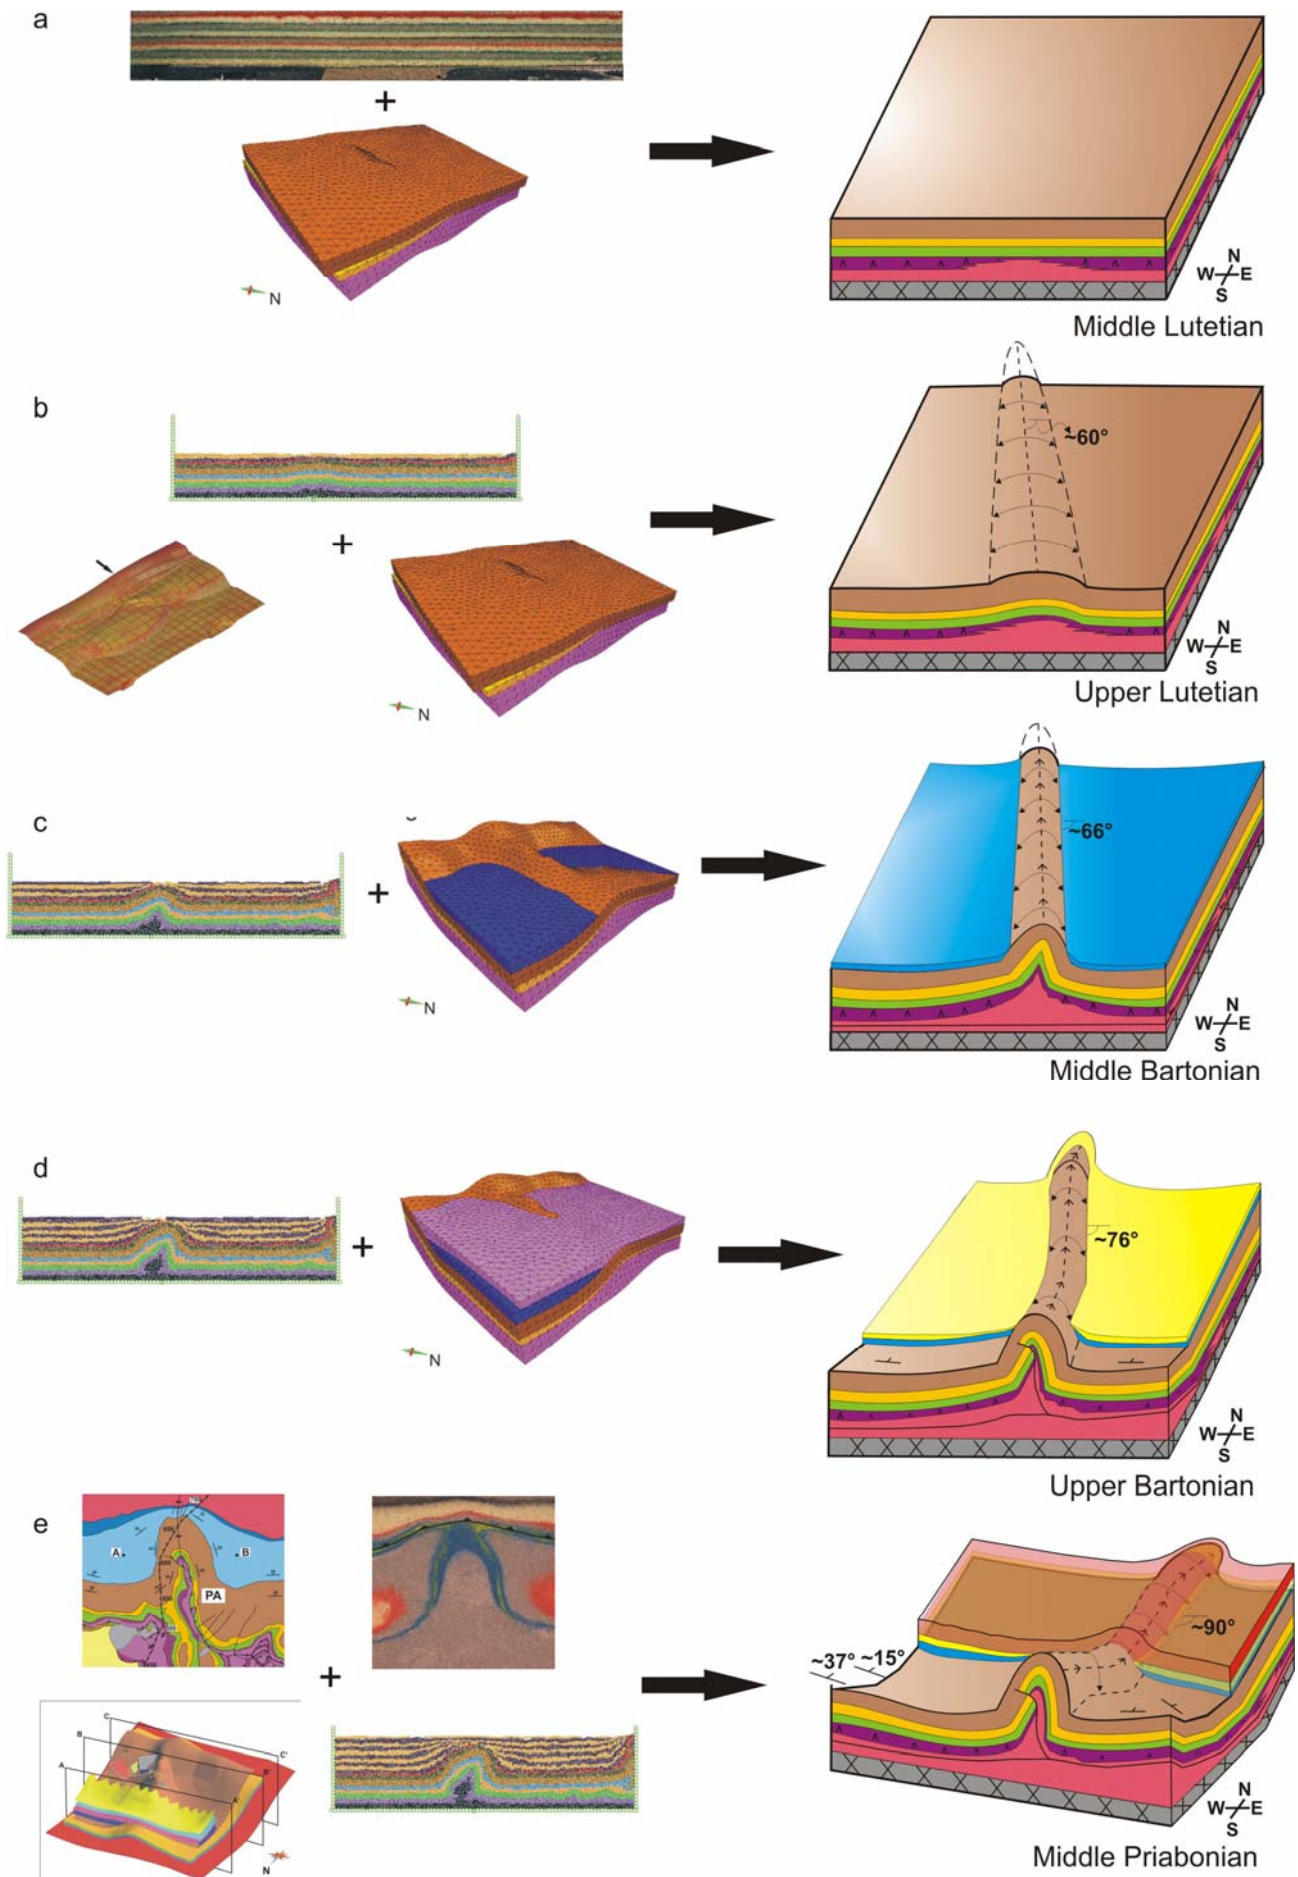 a
+
N
N
W E
S
Middle Lutetian
b
~60°
+
N
N
W E
S
Upper Lutetian
c
~66°
+
N
N
W E
S
Middle Bartonian
d
~76°
+
N
N
W E
S
Upper Bartonian
e
A B
PA
+
~90°
~37° ~15°
C
B
A
C'
B'
A'
N
N
W E
S
Middle Priabonian